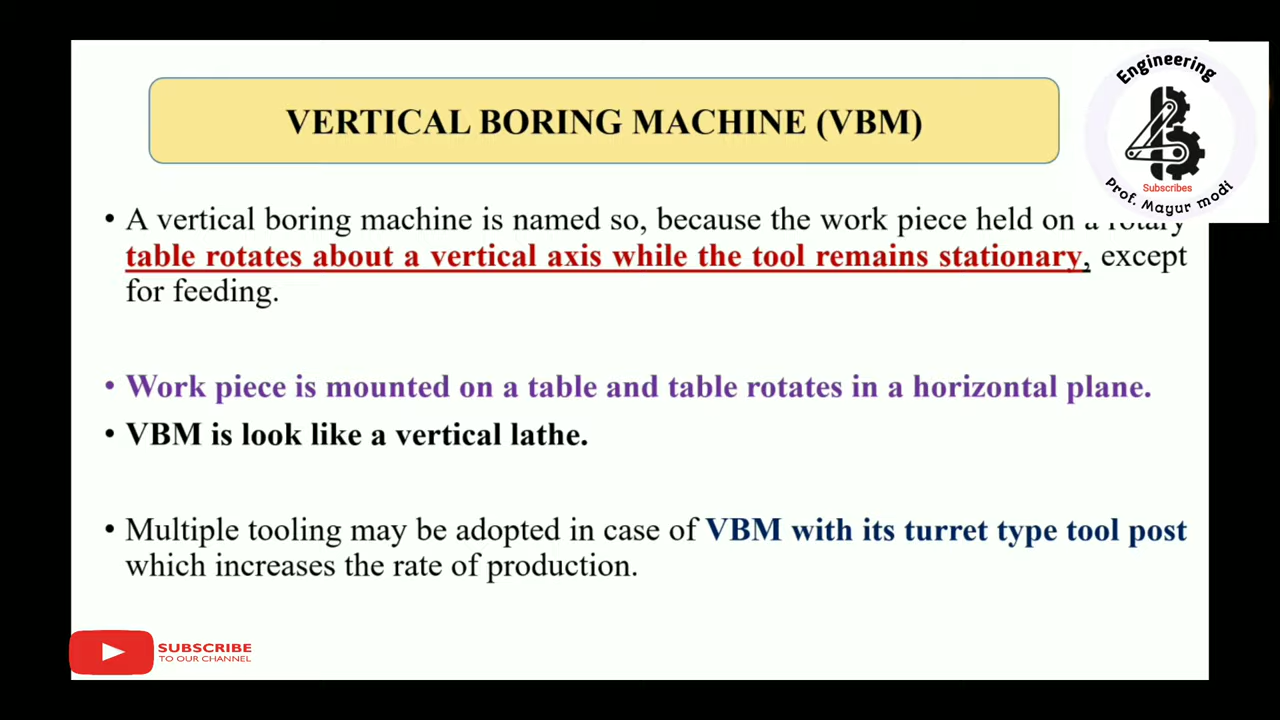 VERTICAL BORING MACHINE (VBM)
Engineering
Subscribes
Prof. Mayur modi
• A vertical boring machine is named so, because the work piece held on a rotary
table rotates about a vertical axis while the tool remains stationary, except
for feeding.
• Work piece is mounted on a table and table rotates in a horizontal plane.
• VBM is look like a vertical lathe.
• Multiple tooling may be adopted in case of VBM with its turret type tool post
which increases the rate of production.
SUBSCRIBE
TO OUR CHANNEL